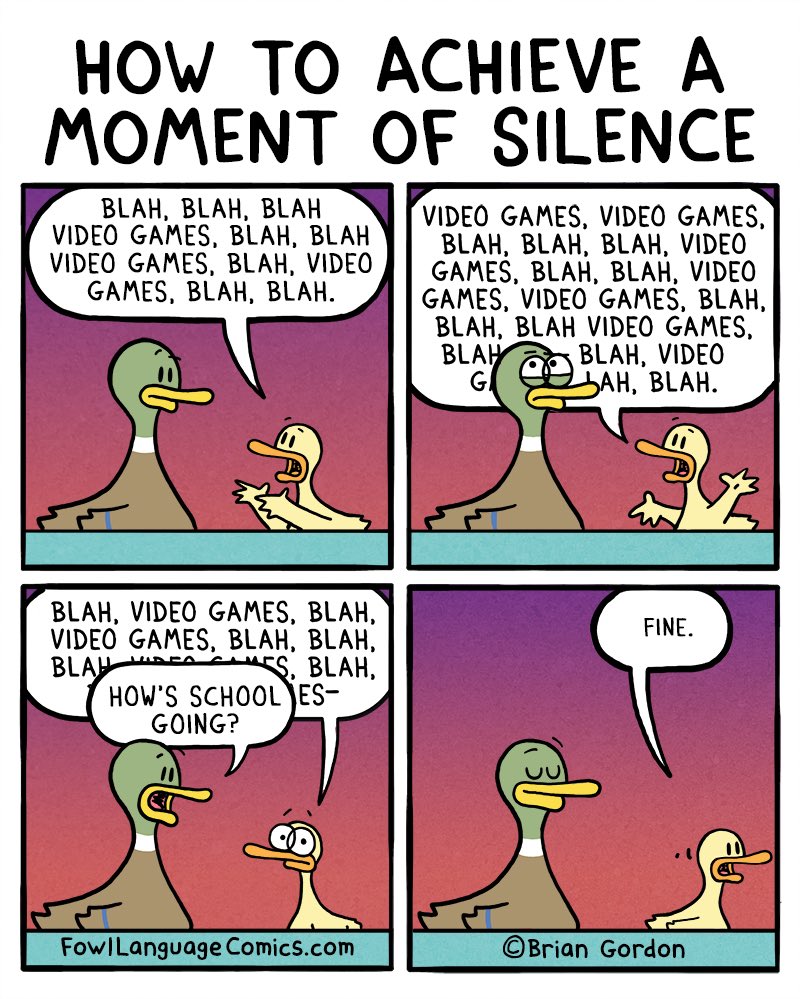 HOW TO ACHIEVE A
MOMENT OF SILENCE
BLAH, BLAH, BLAH
VIDEO GAMES, BLAH, BLAH
VIDEO GAMES, BLAH, VIDEO
GAMES, BLAH, BLAH.
VIDEO GAMES, VIDEO GAMES,
BLAH, BLAH, BLAH, VIDEO
GAMES, BLAH, BLAH, VIDEO
GAMES, VIDEO GAMES, BLAH,
BLAH, BLAH VIDEO GAMES,
BLAH BLAH, VIDEO
BLAH.
BLAH, VIDEO GAMES, BLAH,
VIDEO GAMES, BLAH, BLAH,
BLAH BLAH,
HOW'S SCHOOL
GOING?
FINE.
FowlLanguageComics.com
©Brian Gordon